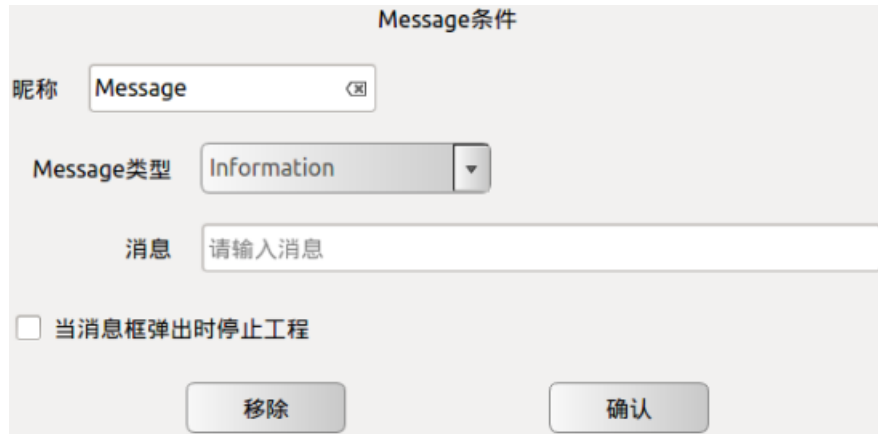 Message条件
昵称 Message
Message类型 Information
消息 请输入消息
当消息框弹出时停止工程
移除 确认